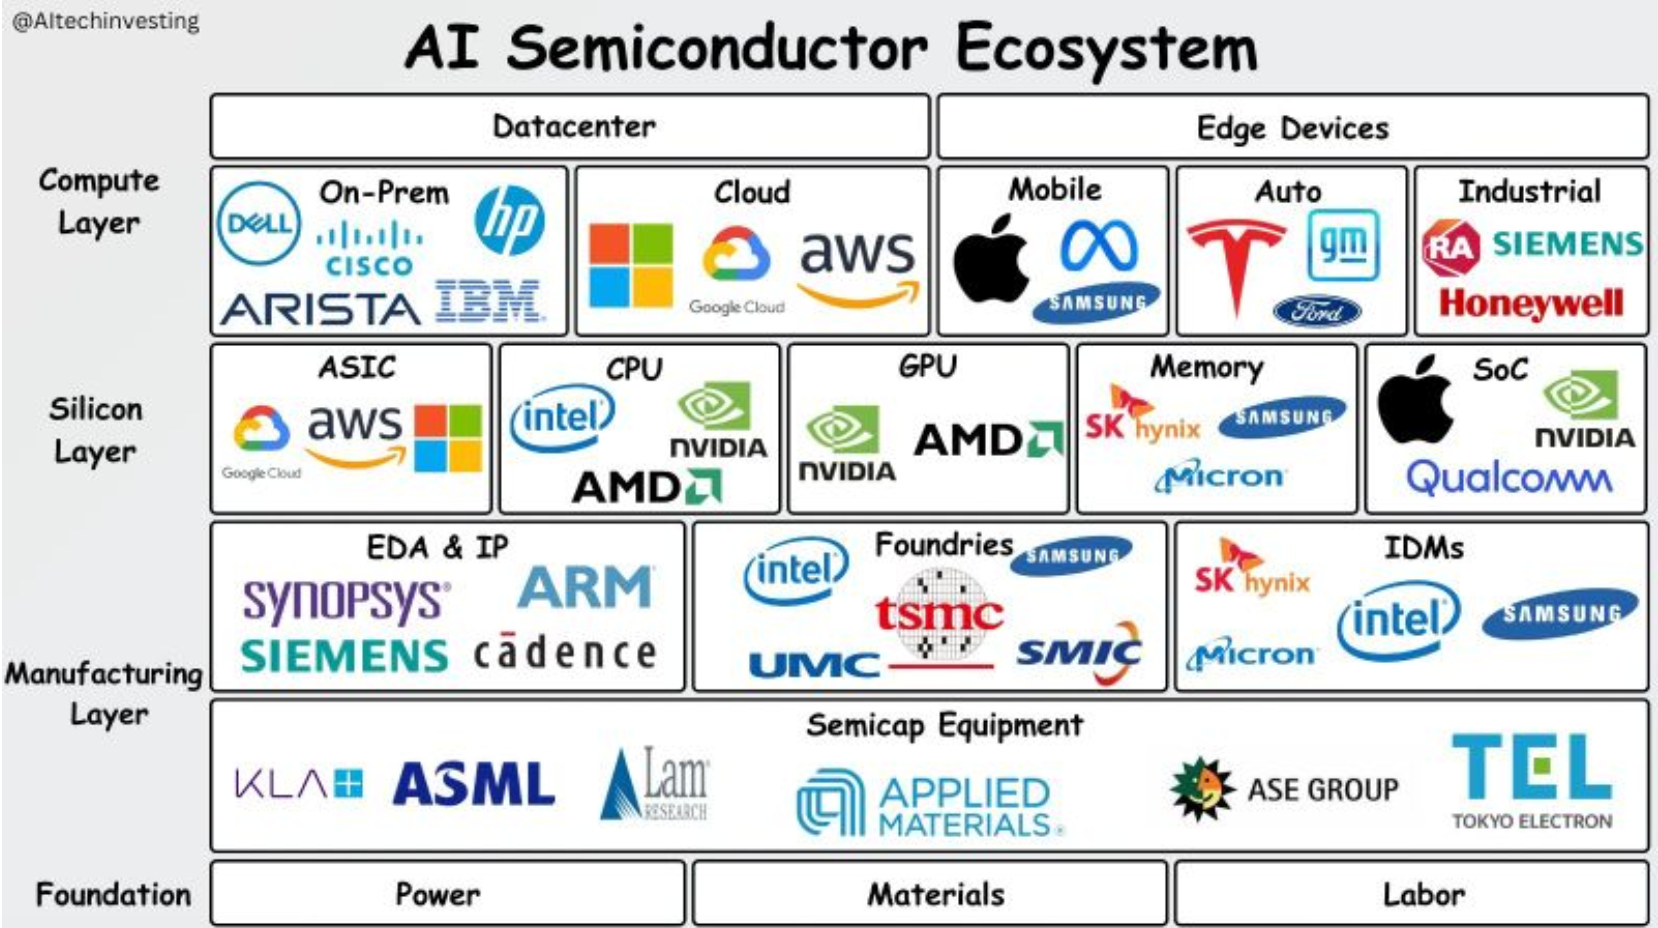 @AItechinvesting
AI Semiconductor Ecosystem
Datacenter
Edge Devices
Compute
Layer
On-Prem
DELL
CISCO
hp
ARISTA
IBM
Cloud
Google Cloud
aws
Mobile
SAMSUNG
Auto
gm
Ford
Industrial
RA
SIEMENS
Honeywell
Silicon
Layer
ASIC
Google Cloud
aws
CPU
intel
NVIDIA
AMD
GPU
NVIDIA
AMD
Memory
SK hynix
SAMSUNG
Micron
SoC
NVIDIA
Qualcomm
Manufacturing
Layer
EDA & IP
SYNOPSYS®
ARM
SIEMENS
cādence
Foundries
intel
SAMSUNG
tsmc
UMC
SMIC
IDMs
SK hynix
intel
SAMSUNG
Micron
Semicap Equipment
KLA+
ASML
Lam
RESEARCH
APPLIED
MATERIALS®
ASE GROUP
TEL
TOKYO ELECTRON
Foundation
Power
Materials
Labor